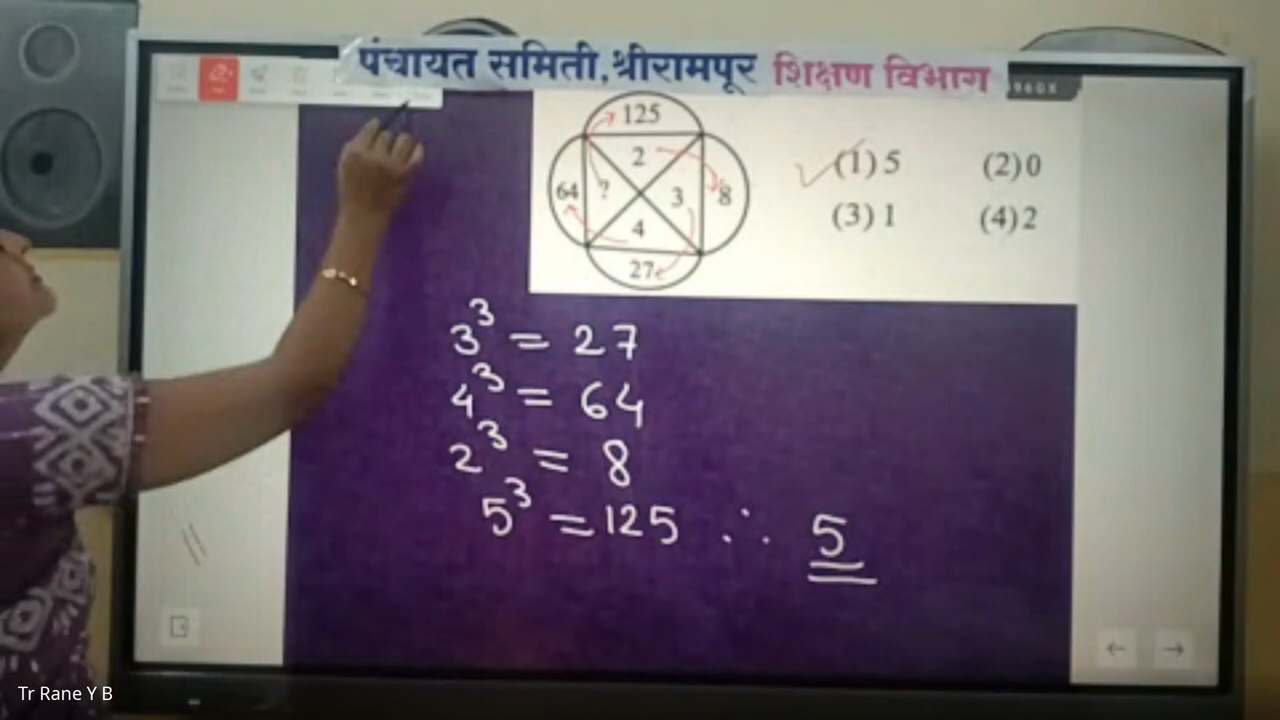 पंचायत समिती,श्रीरामपूर शिक्षण विभाग
960X
125
2
64 ? 3 8
4
27
(1) 5 (2) 0
(3) 1 (4) 2
3³ = 27
4³ = 64
2³ = 8
5³ = 125 ∴ 5
Tr Rane Y B